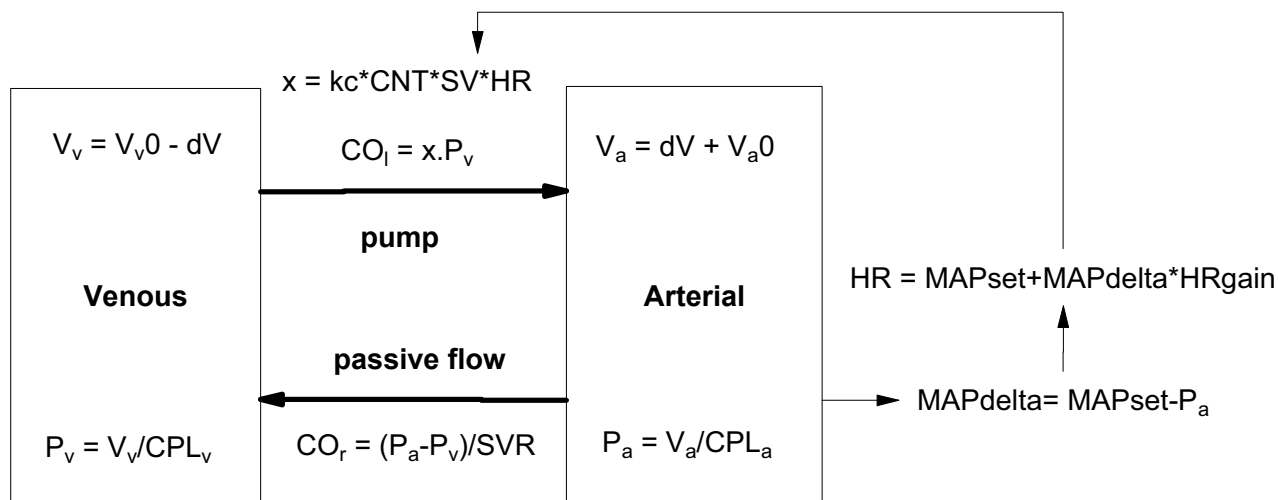 x = kc*CNT*SV*HR
V_v = V_v0 - dV
CO_l = x.P_v
V_a = dV + V_a0
pump
HR = MAPset+MAPdelta*HRgain
Venous
Arterial
passive flow
MAPdelta= MAPset-P_a
P_v = V_v/CPL_v
CO_r = (P_a-P_v)/SVR
P_a = V_a/CPL_a